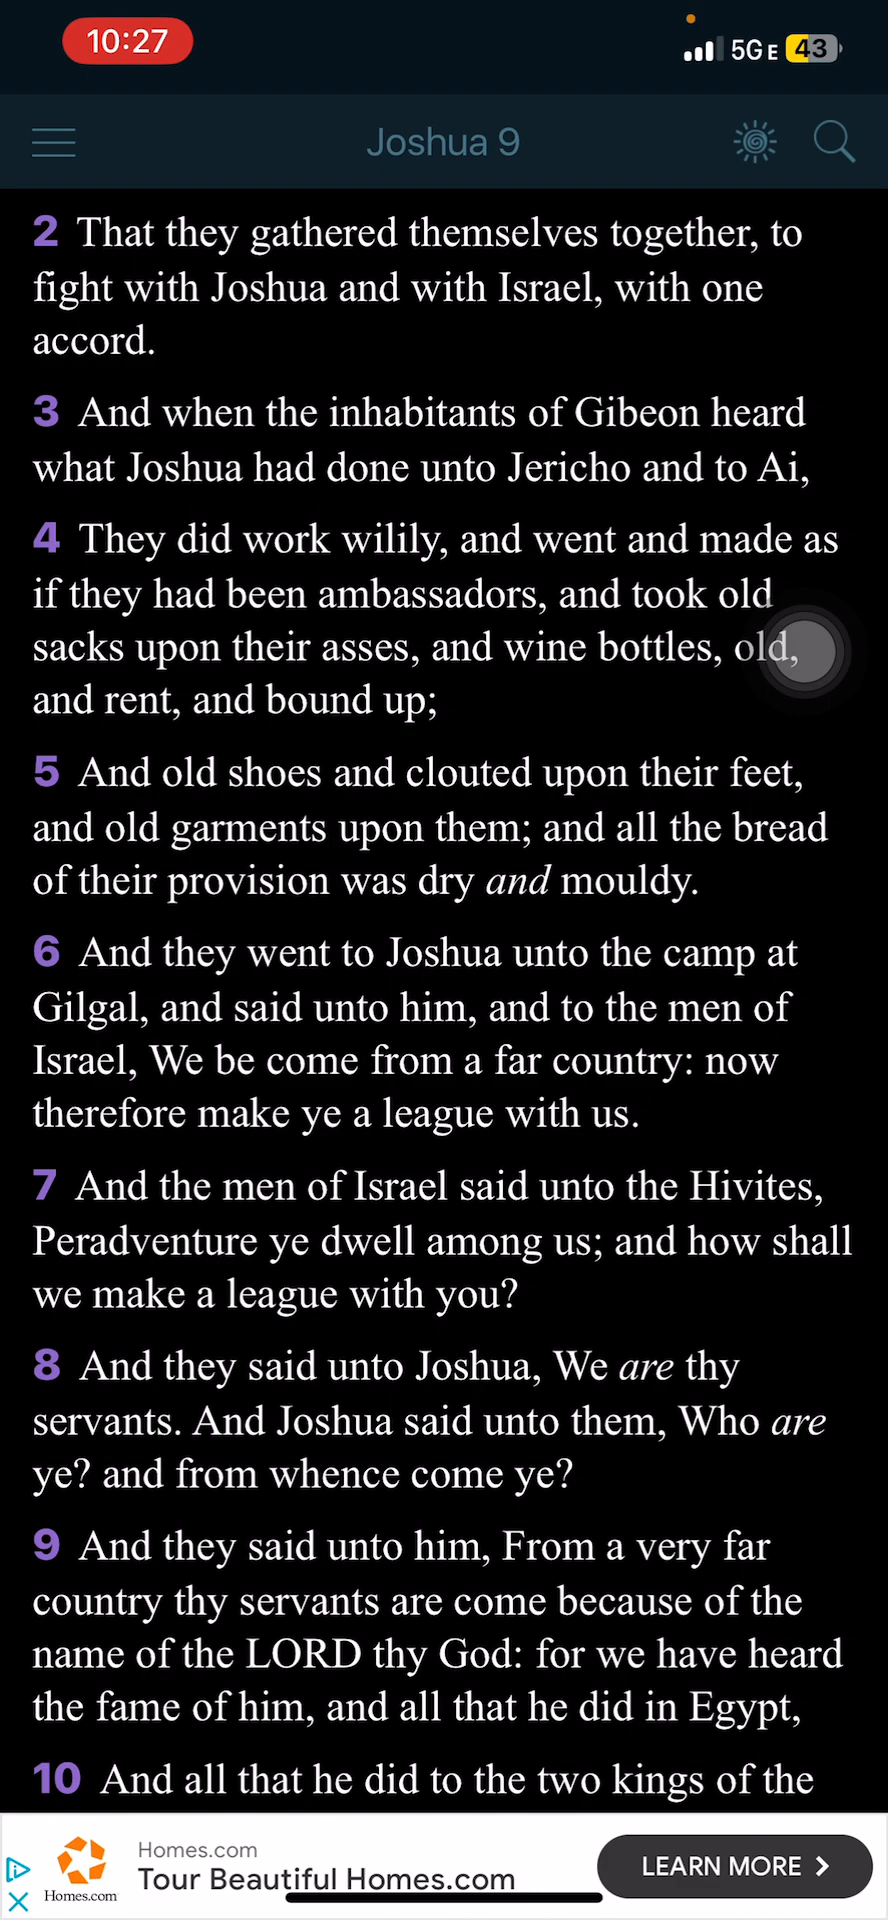 10:27
5G E 43
Joshua 9
2 That they gathered themselves together, to
fight with Joshua and with Israel, with one
accord.
3 And when the inhabitants of Gibeon heard
what Joshua had done unto Jericho and to Ai,
4 They did work wilily, and went and made as
if they had been ambassadors, and took old
sacks upon their asses, and wine bottles, old,
and rent, and bound up;
5 And old shoes and clouted upon their feet,
and old garments upon them; and all the bread
of their provision was dry and mouldy.
6 And they went to Joshua unto the camp at
Gilgal, and said unto him, and to the men of
Israel, We be come from a far country: now
therefore make ye a league with us.
7 And the men of Israel said unto the Hivites,
Peradventure ye dwell among us; and how shall
we make a league with you?
8 And they said unto Joshua, We are thy
servants. And Joshua said unto them, Who are
ye? and from whence come ye?
9 And they said unto him, From a very far
country thy servants are come because of the
name of the LORD thy God: for we have heard
the fame of him, and all that he did in Egypt,
10 And all that he did to the two kings of the
Homes.com
Tour Beautiful Homes.com
Homes.com
LEARN MORE